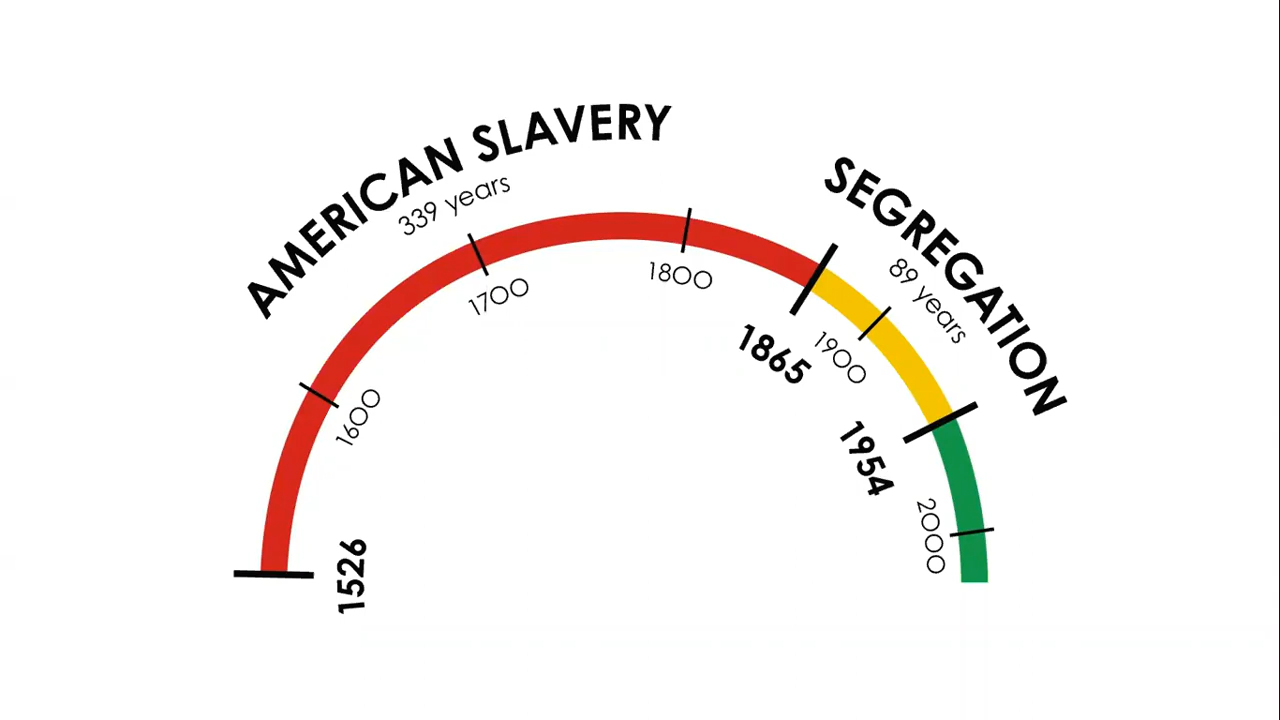 AMERICAN SLAVERY
339 years
SEGREGATION
89 years
1526
1600
1700
1800
1865
1900
1954
2000